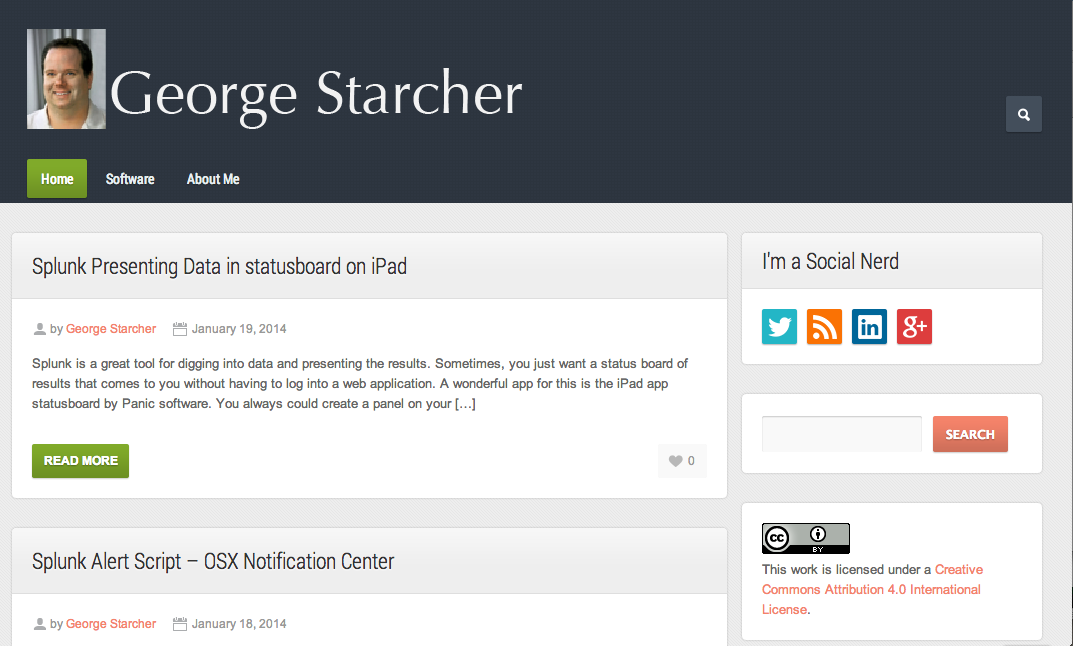 George Starcher
Home Software About Me
Splunk Presenting Data in statusboard on iPad
by George Starcher January 19, 2014
Splunk is a great tool for digging into data and presenting the results. Sometimes, you just want a status board of
results that comes to you without having to log into a web application. A wonderful app for this is the iPad app
statusboard by Panic software. You always could create a panel on your […]
READ MORE
0
Splunk Alert Script – OSX Notification Center
by George Starcher January 18, 2014
I'm a Social Nerd
in
g+
SEARCH
cc
BY
This work is licensed under a Creative
Commons Attribution 4.0 International
License.